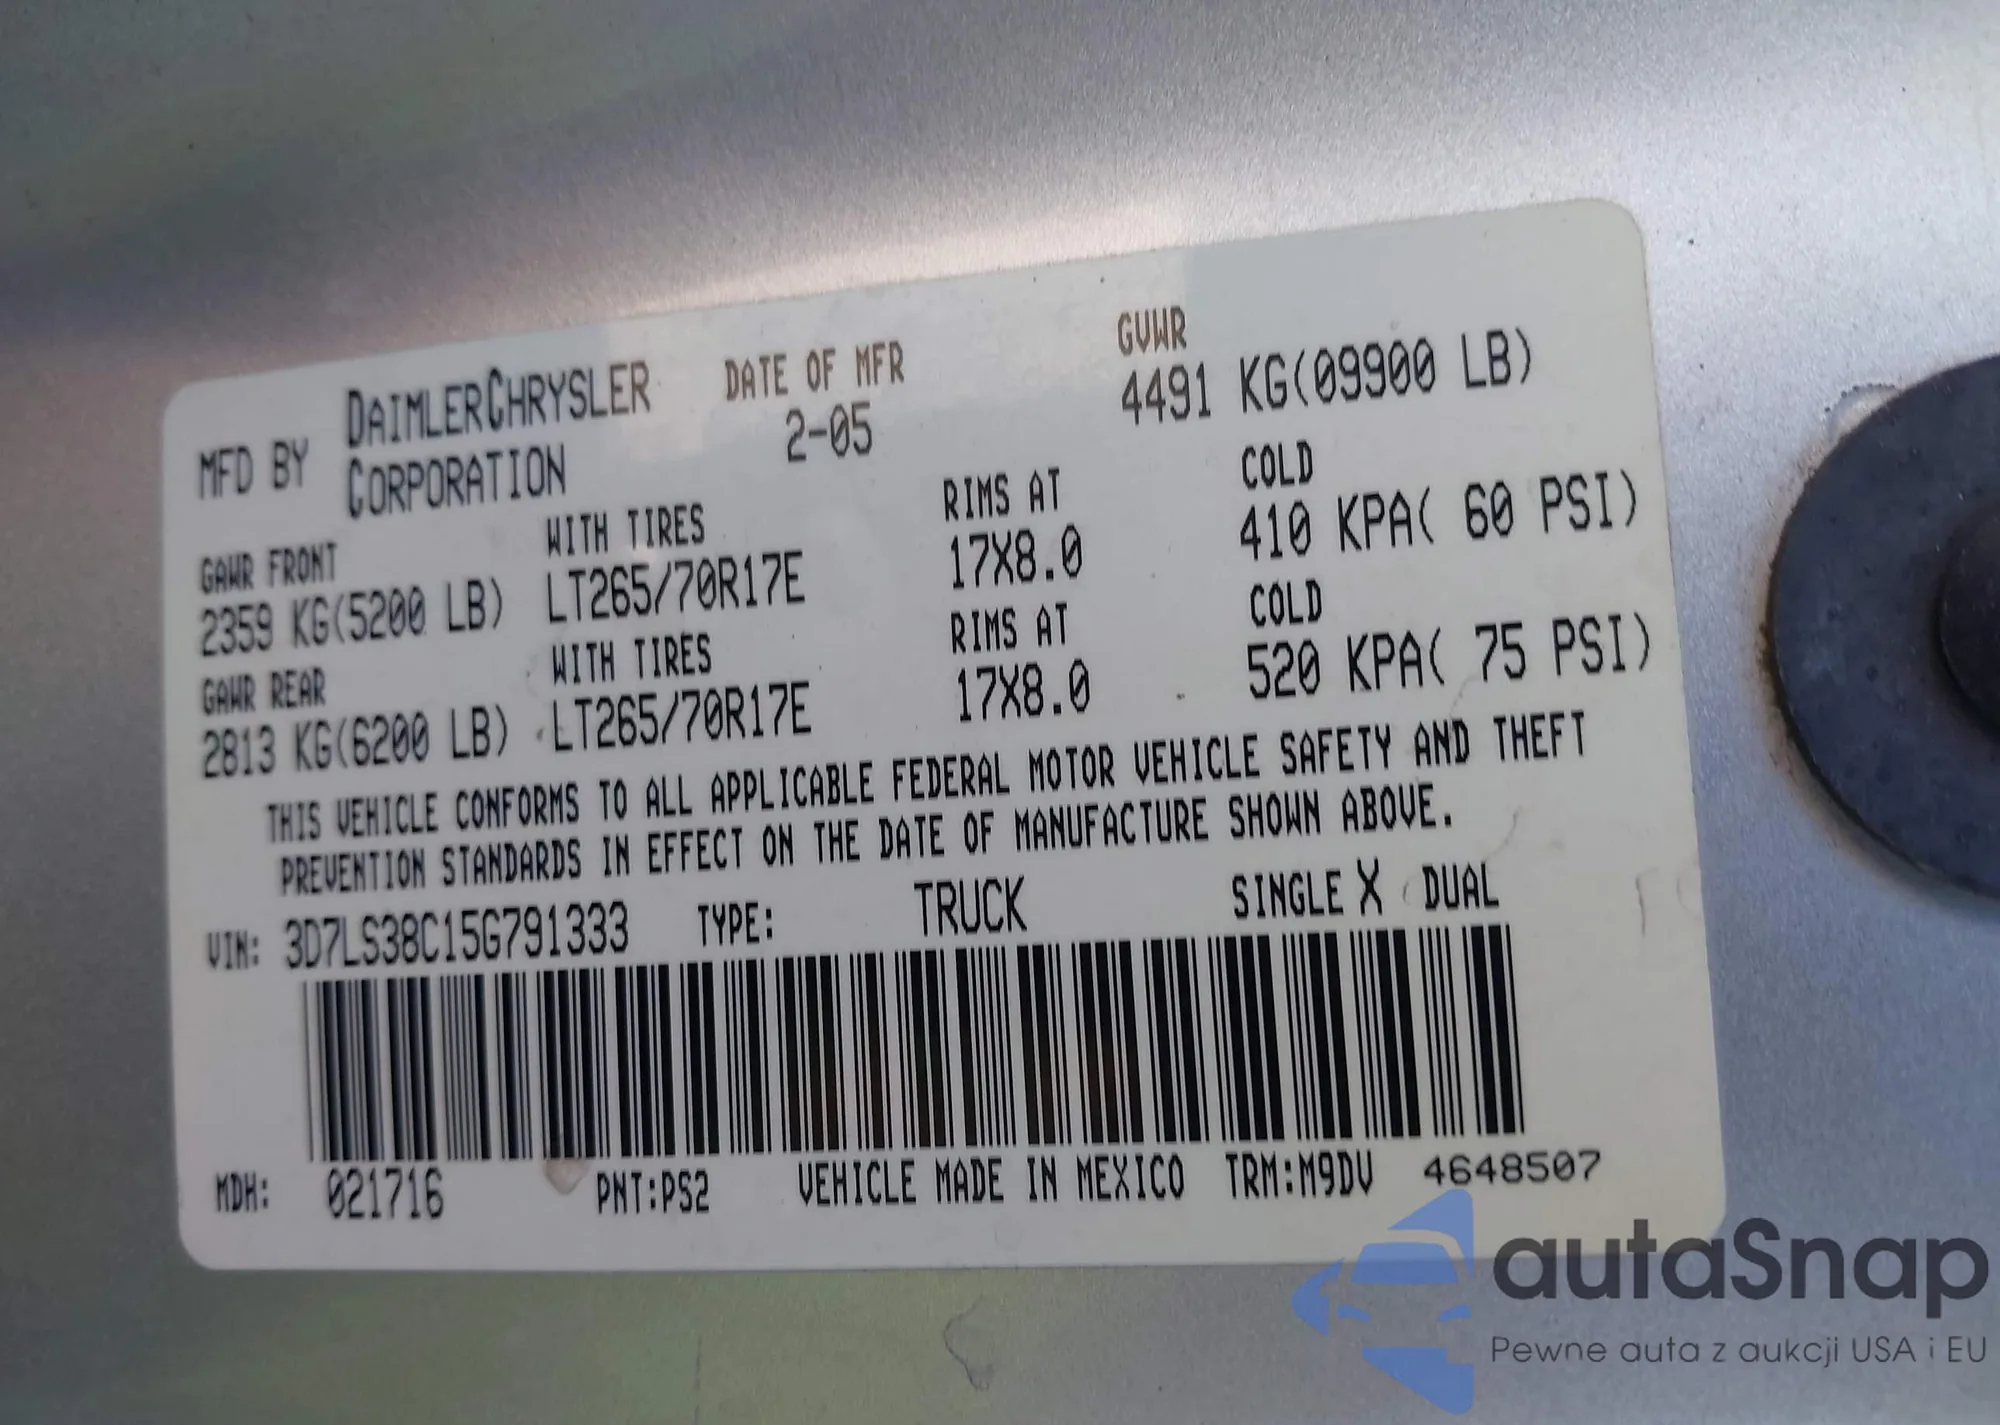 MFD BY DAIMLERCHRYSLER CORPORATION
DATE OF MFR
2-05
GVWR
4491 KG(09900 LB)
GAWR FRONT
2359 KG(5200 LB)
WITH TIRES
LT265/70R17E
RIMS AT
17X8.0
COLD
410 KPA( 60 PSI)
GAWR REAR
2813 KG(6200 LB)
WITH TIRES
LT265/70R17E
RIMS AT
17X8.0
COLD
520 KPA( 75 PSI)
THIS VEHICLE CONFORMS TO ALL APPLICABLE FEDERAL MOTOR VEHICLE SAFETY AND THEFT
PREVENTION STANDARDS IN EFFECT ON THE DATE OF MANUFACTURE SHOWN ABOVE.
VIN: 3D7LS38C15G791333 TYPE: TRUCK SINGLE X DUAL
MDH: 021716 PNT:PS2 VEHICLE MADE IN MEXICO TRM:M9DV 4648507
autaSnap
Pewne auta z aukcji USA i EU